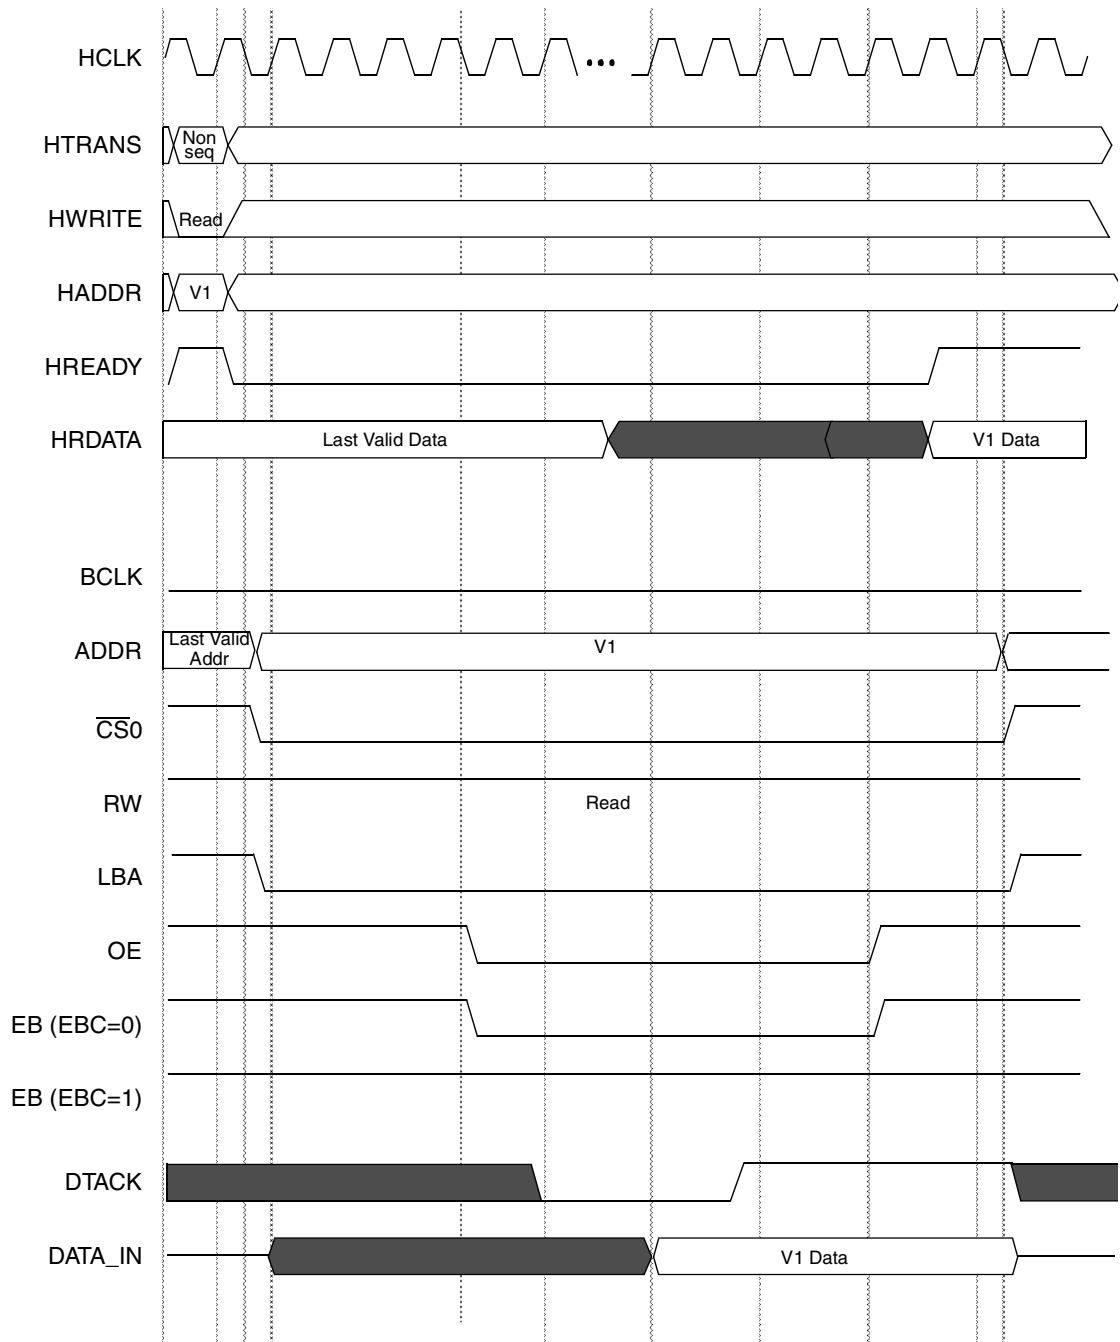 HCLK
...
HTRANS
Non
seq
HWRITE
Read
HADDR
V1
HREADY
HRDATA
Last Valid Data
V1 Data
BCLK
ADDR
Last Valid
Addr
V1
C̅S̅0
RW
Read
LBA
OE
EB (EBC=0)
EB (EBC=1)
DTACK
DATA_IN
V1 Data